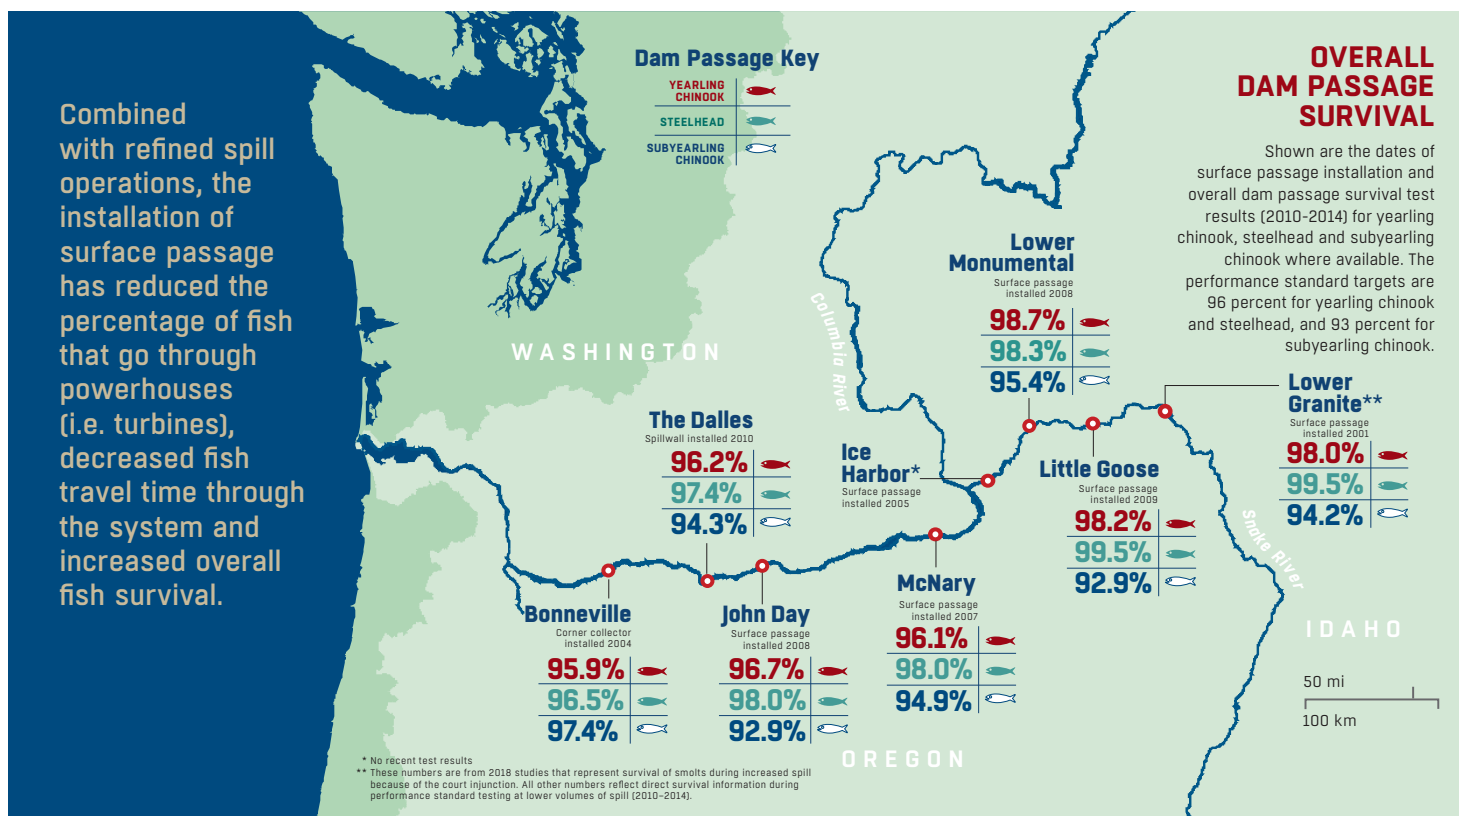 Combined
with refined spill
operations, the
installation of
surface passage
has reduced the
percentage of fish
that go through
powerhouses
(i.e. turbines),
decreased fish
travel time through
the system and
increased overall
fish survival.
Dam Passage Key
YEARLING
CHINOOK
STEELHEAD
SUBYEARLING
CHINOOK
OVERALL
DAM PASSAGE
SURVIVAL
Shown are the dates of
surface passage installation and
overall dam passage survival test
results (2010-2014) for yearling
chinook, steelhead and subyearling
chinook where available. The
performance standard targets are
96 percent for yearling chinook
and steelhead, and 93 percent for
subyearling chinook.
WASHINGTON
Columbia River
Lower
Monumental
Surface passage
installed 2008
98.7%
98.3%
95.4%
Lower
Granite**
Surface passage
installed 2001
98.0%
99.5%
94.2%
The Dalles
Spillwall installed 2010
96.2%
97.4%
94.3%
Ice
Harbor*
Surface passage
installed 2005
Little Goose
Surface passage
installed 2009
98.2%
99.5%
92.9%
Snake River
Bonneville
Corner collector
installed 2004
95.9%
96.5%
97.4%
John Day
Surface passage
installed 2008
96.7%
98.0%
92.9%
McNary
Surface passage
installed 2007
96.1%
98.0%
94.9%
IDAHO
OREGON
50 mi
100 km
* No recent test results
** These numbers are from 2018 studies that represent survival of smolts during increased spill
because of the court injunction. All other numbers reflect direct survival information during
performance standard testing at lower volumes of spill (2010-2014).